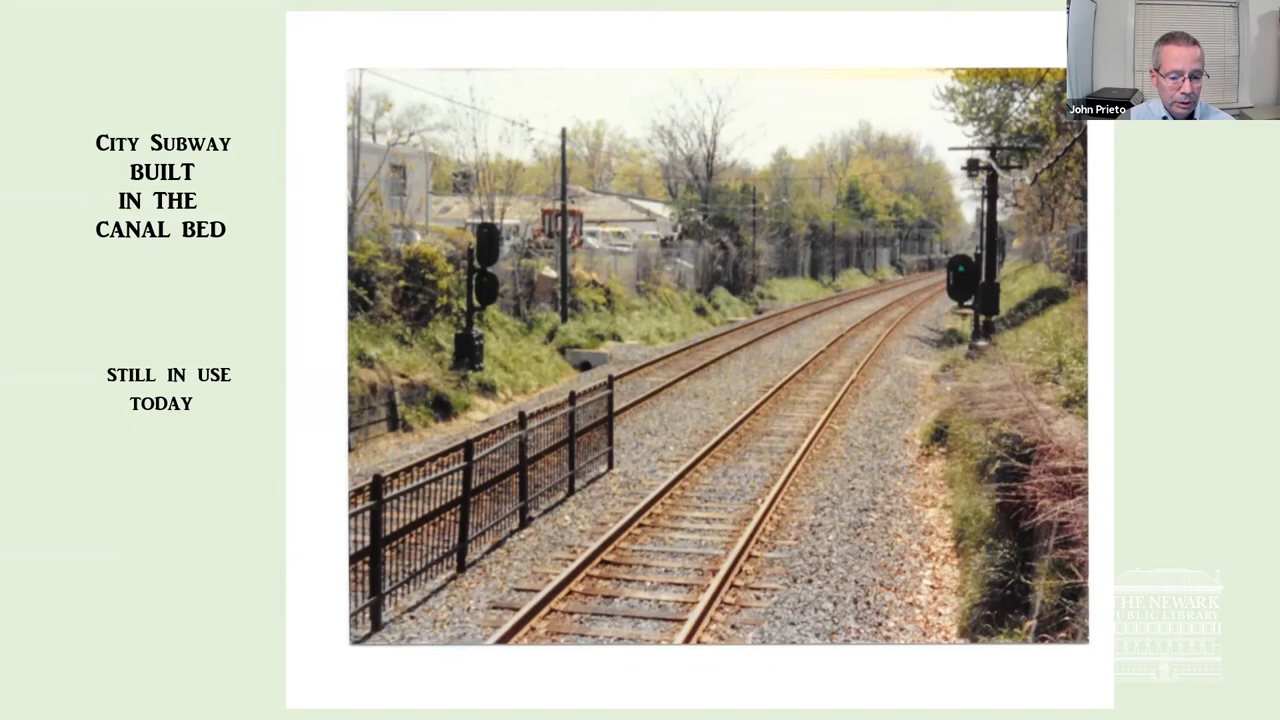 City Subway
BUILT
IN THE
CANAL BED
STILL IN USE
TODAY
John Prieto
THE NEWARK
PUBLIC LIBRARY